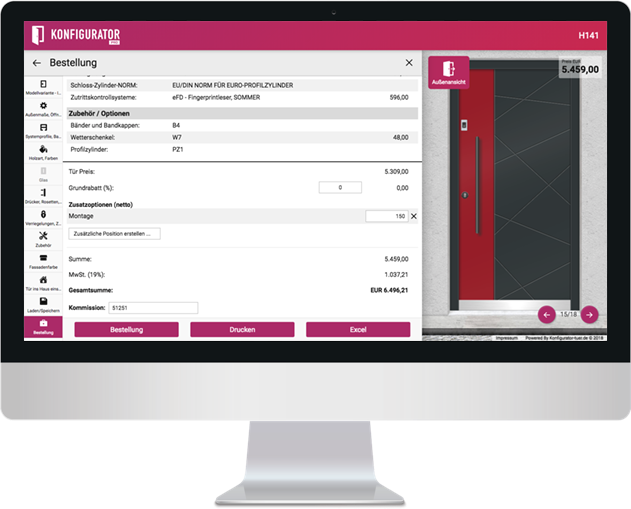 KONFIGURATOR
PRO
H141
Bestellung
Schloss-Zylinder-NORM: EU/DIN NORM FÜR EURO-PROFILZYLINDER
Zutrittskontrollsysteme: eFD - Fingerprintleser, SOMMER 596,00
Zubehör / Optionen
Bänder und Bandkappen: B4
Wetterschenkel: W7 48,00
Profilzylinder: PZ1
Tür Preis: 5.309,00
Grundrabatt (%): 0 0,00
Zusatzoptionen (netto)
Montage 150
Zusätzliche Position erstellen ...
Summe: 5.459,00
MwSt. (19%): 1.037,21
Gesamtsumme: EUR 6.496,21
Kommission: 51251
Bestellung Drucken Excel
Modellvariante - I...
Außenmaße, Öffn...
Systemprofile, Ba...
Holzart, Farben
Glas
Drücker, Rosetten,...
Verriegelungen, Z...
Zubehör
Fassadenfarbe
Tür ins Haus eins...
Laden/Speichern
Bestellung
Außenansicht
Preis EUR
5.459,00
15/18
Impressum Powered By Konfigurator-tuer.de © 2018